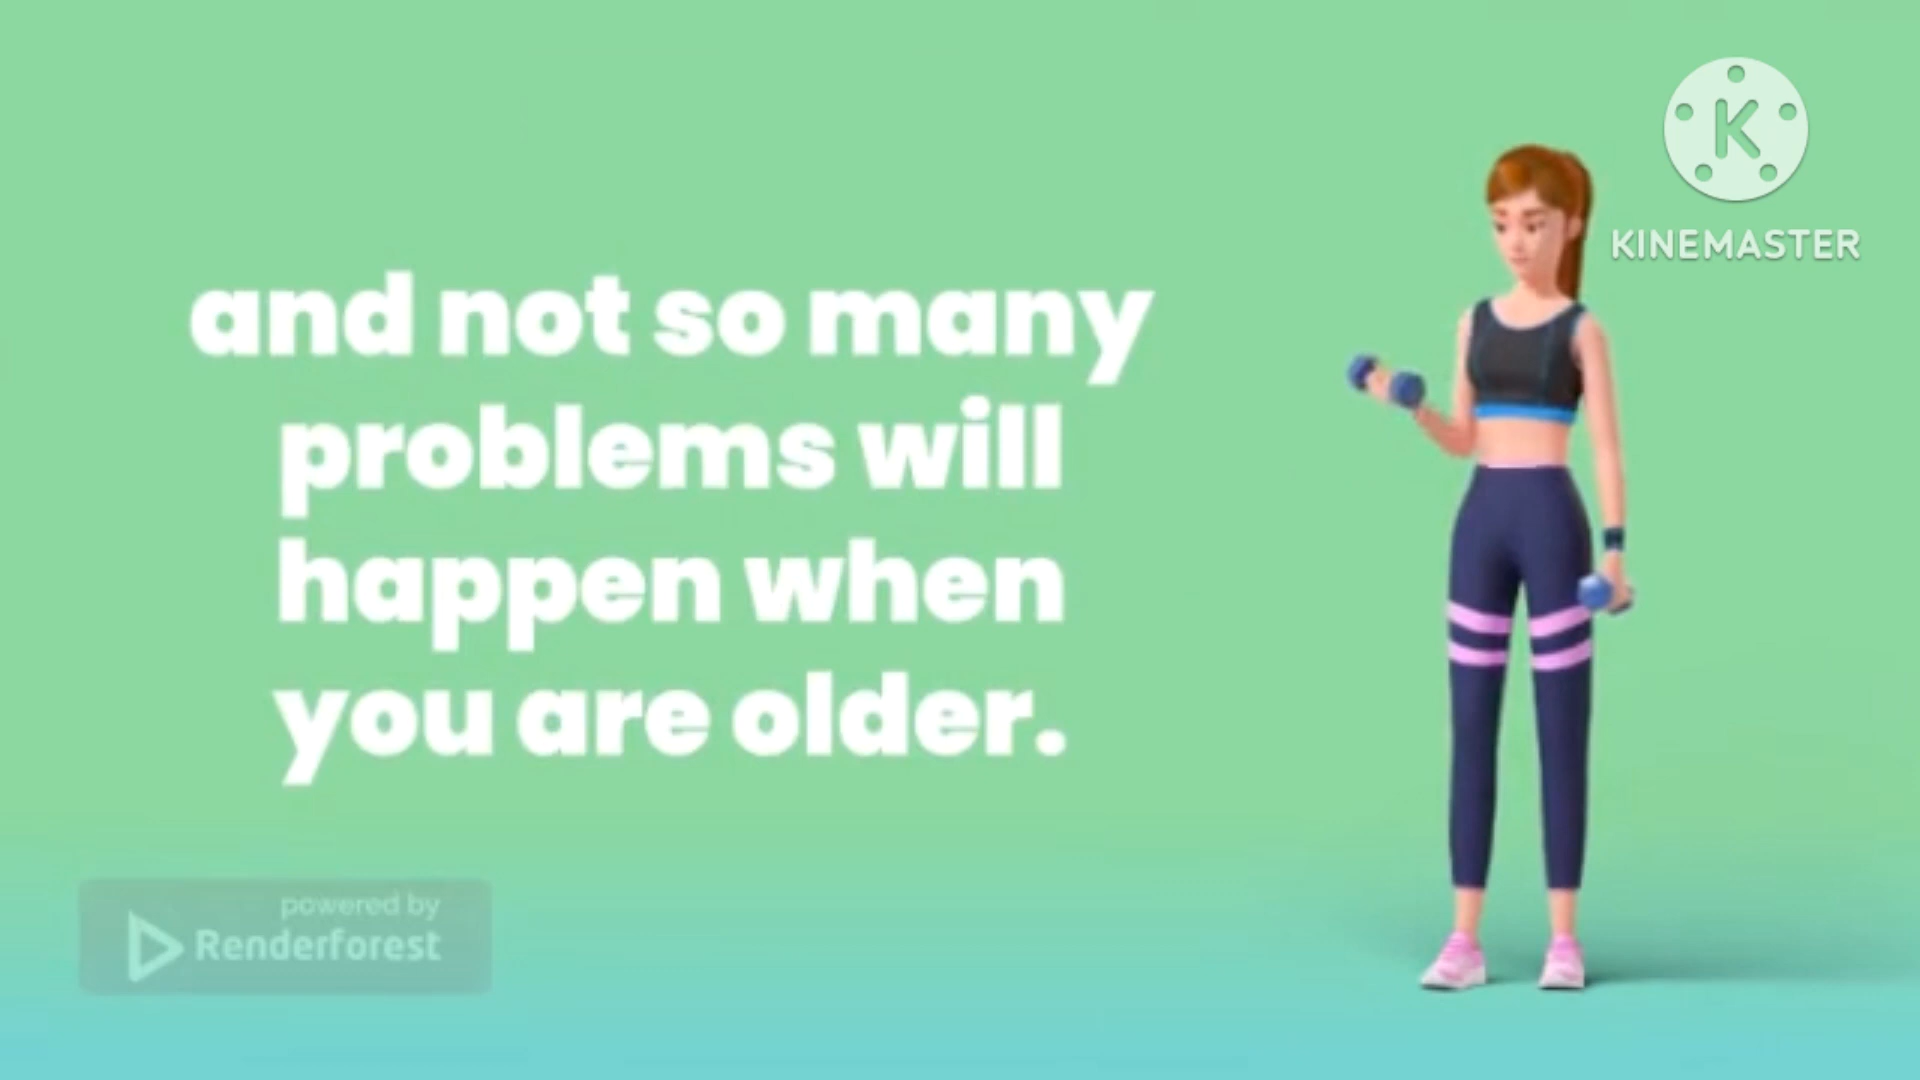 K
KINEMASTER
and not so many
problems will
happen when
you are older.
powered by
Renderforest